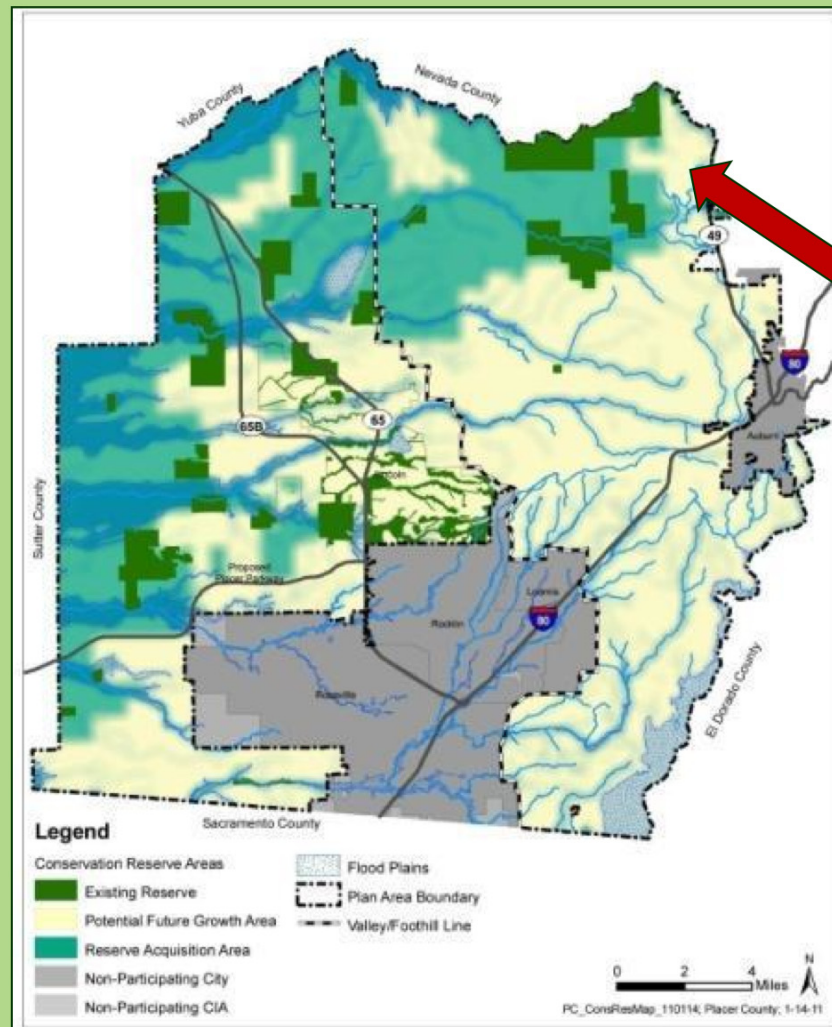 Yuba County
Nevada County
49
80
Auburn
65B
65
Lincoln
Sutter County
Proposed
Placer Parkway
Loomis
Rocklin
80
Roseville
El Dorado County
Sacramento County
Legend
Conservation Reserve Areas
Existing Reserve
Potential Future Growth Area
Reserve Acquisition Area
Non-Participating City
Non-Participating CIA
Flood Plains
Plan Area Boundary
Valley/Foothill Line
N
0 2 4
Miles
PC_ConsResMap_110114; Placer County; 1-14-11